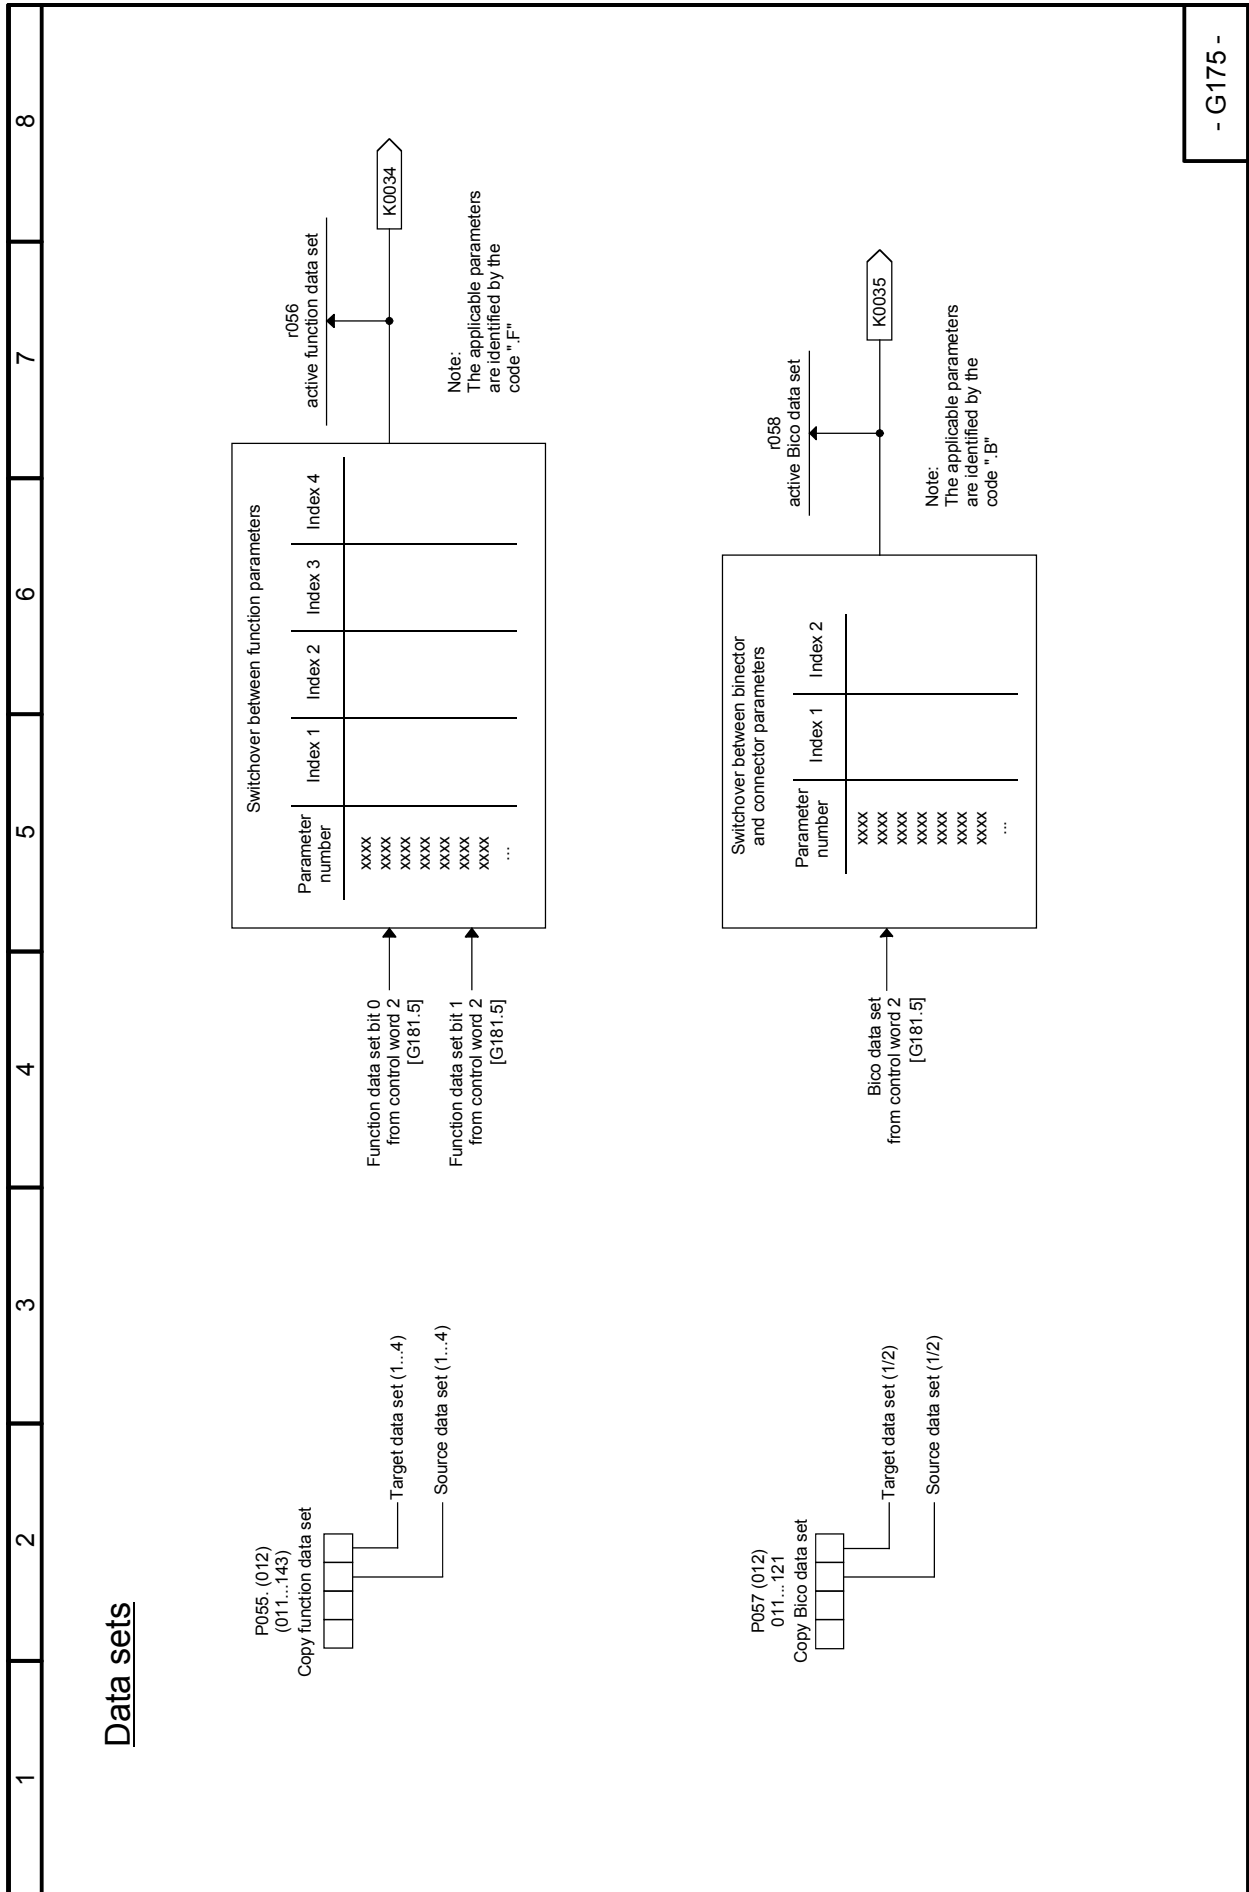 Data sets
P055. (012)
(011...143)
Copy function data set
Target data set (1...4)
Source data set (1...4)
Function data set bit 0
from control word 2
[G181.5]
Function data set bit 1
from control word 2
[G181.5]
Switchover between function parameters
Parameter number Index 1 Index 2 Index 3 Index 4
xxxx
xxxx
xxxx
xxxx
xxxx
xxxx
xxxx
...
r056
active function data set
K0034
Note:
The applicable parameters
are identified by the
code ".F"
P057 (012)
011...121
Copy Bico data set
Target data set (1/2)
Source data set (1/2)
Bico data set
from control word 2
[G181.5]
Switchover between binector
and connector parameters
Parameter number Index 1 Index 2
xxxx
xxxx
xxxx
xxxx
xxxx
xxxx
xxxx
...
r058
active Bico data set
K0035
Note:
The applicable parameters
are identified by the
code ".B"
1 2 3 4 5 6 7 8
- G175 -